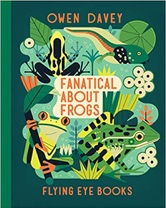 OWEN DAVEY
FANATICAL
ABOUT
FROGS
FLYING EYE BOOKS